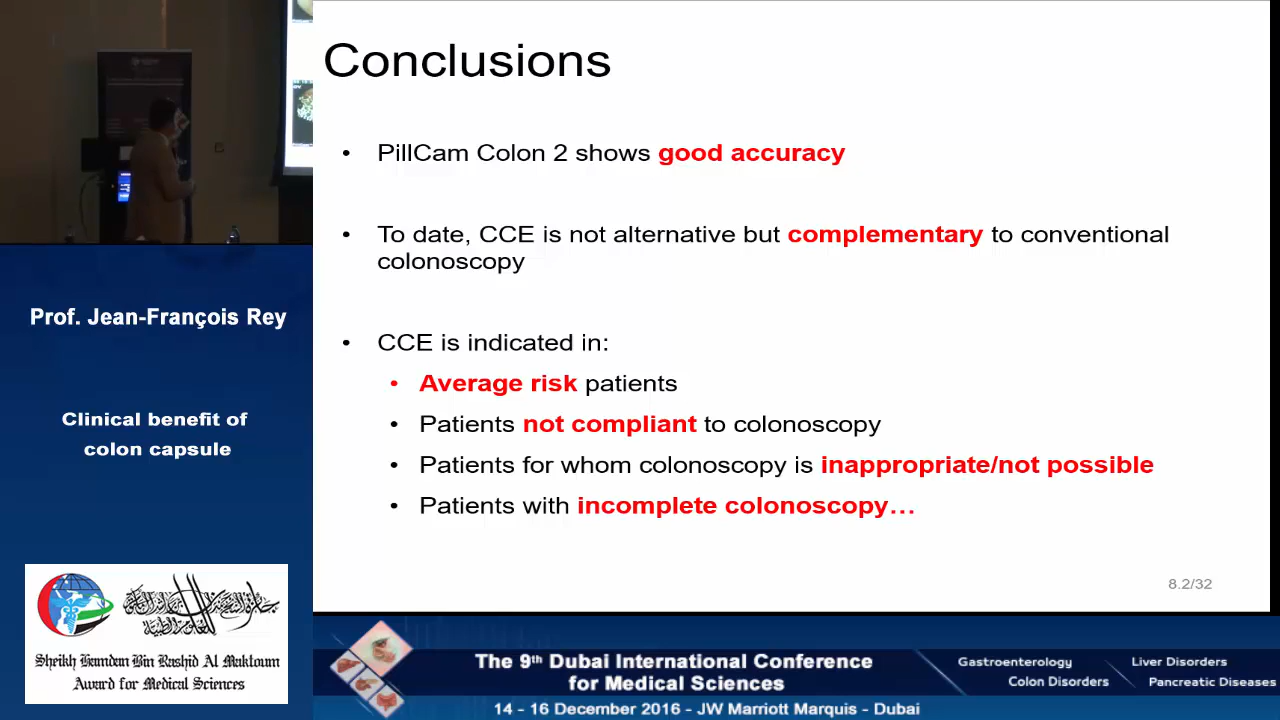 Conclusions
• PillCam Colon 2 shows good accuracy
• To date, CCE is not alternative but complementary to conventional
colonoscopy
• CCE is indicated in:
• Average risk patients
• Patients not compliant to colonoscopy
• Patients for whom colonoscopy is inappropriate/not possible
• Patients with incomplete colonoscopy…
8.2/32
Prof. Jean-François Rey
Clinical benefit of
colon capsule
Sheikh Hamdan Bin Rashid Al Maktoum
Award for Medical Sciences
The 9th Dubai International Conference
for Medical Sciences
14 - 16 December 2016 - JW Marriott Marquis - Dubai
Gastroenterology
Liver Disorders
Colon Disorders
Pancreatic Diseases